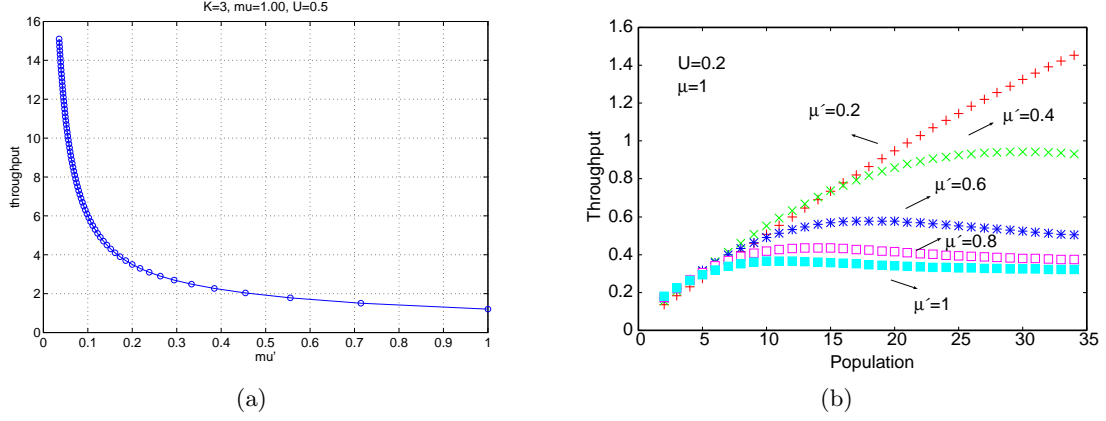 K=3, mu=1.00, U=0.5
throughput
16
14
12
10
8
6
4
2
0
0
0.1
0.2
0.3
0.4
0.5
0.6
0.7
0.8
0.9
1
mu'
(a)
Throughput
1.6
1.4
1.2
1
0.8
0.6
0.4
0.2
0
U=0.2
μ=1
μ´=0.2
μ´=0.4
μ´=0.6
μ´=0.8
μ´=1
0
5
10
15
20
25
30
35
Population
(b)